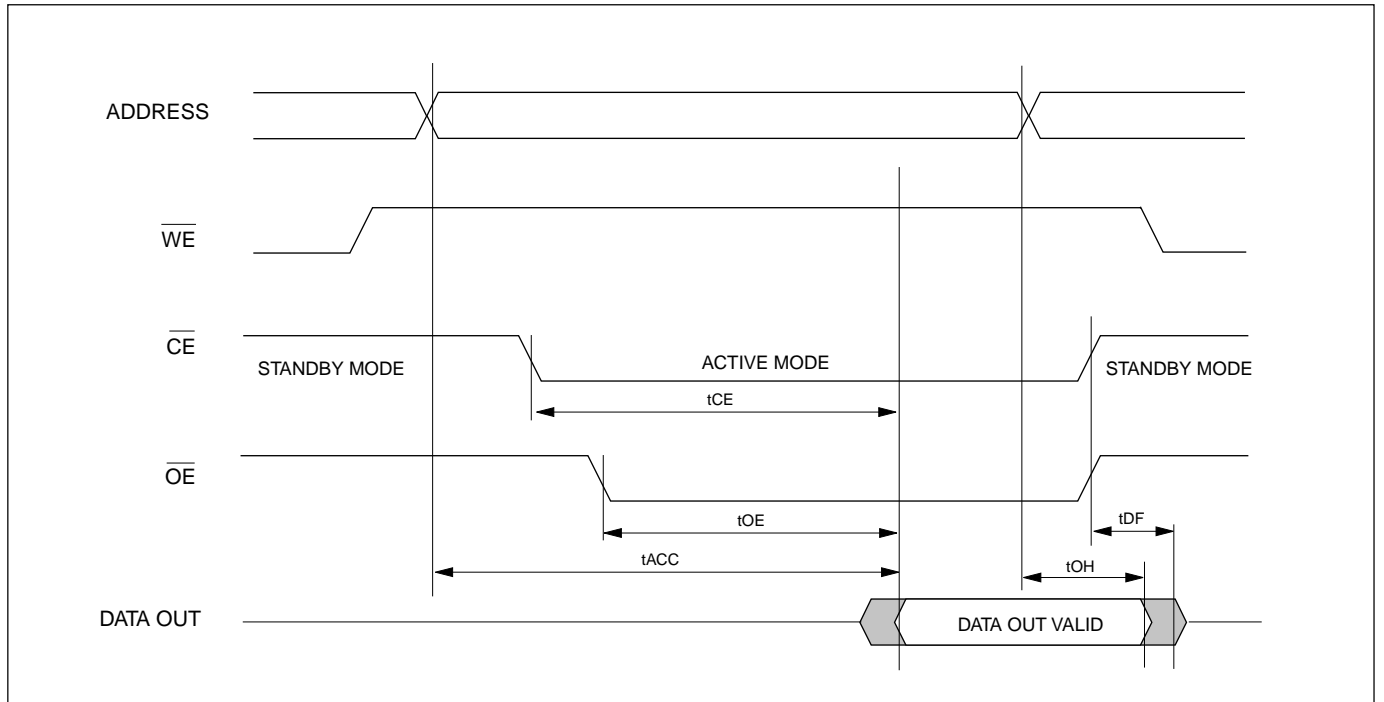 ADDRESS
WE
CE
STANDBY MODE
ACTIVE MODE
STANDBY MODE
tCE
OE
tOE
tDF
tACC
tOH
DATA OUT
DATA OUT VALID